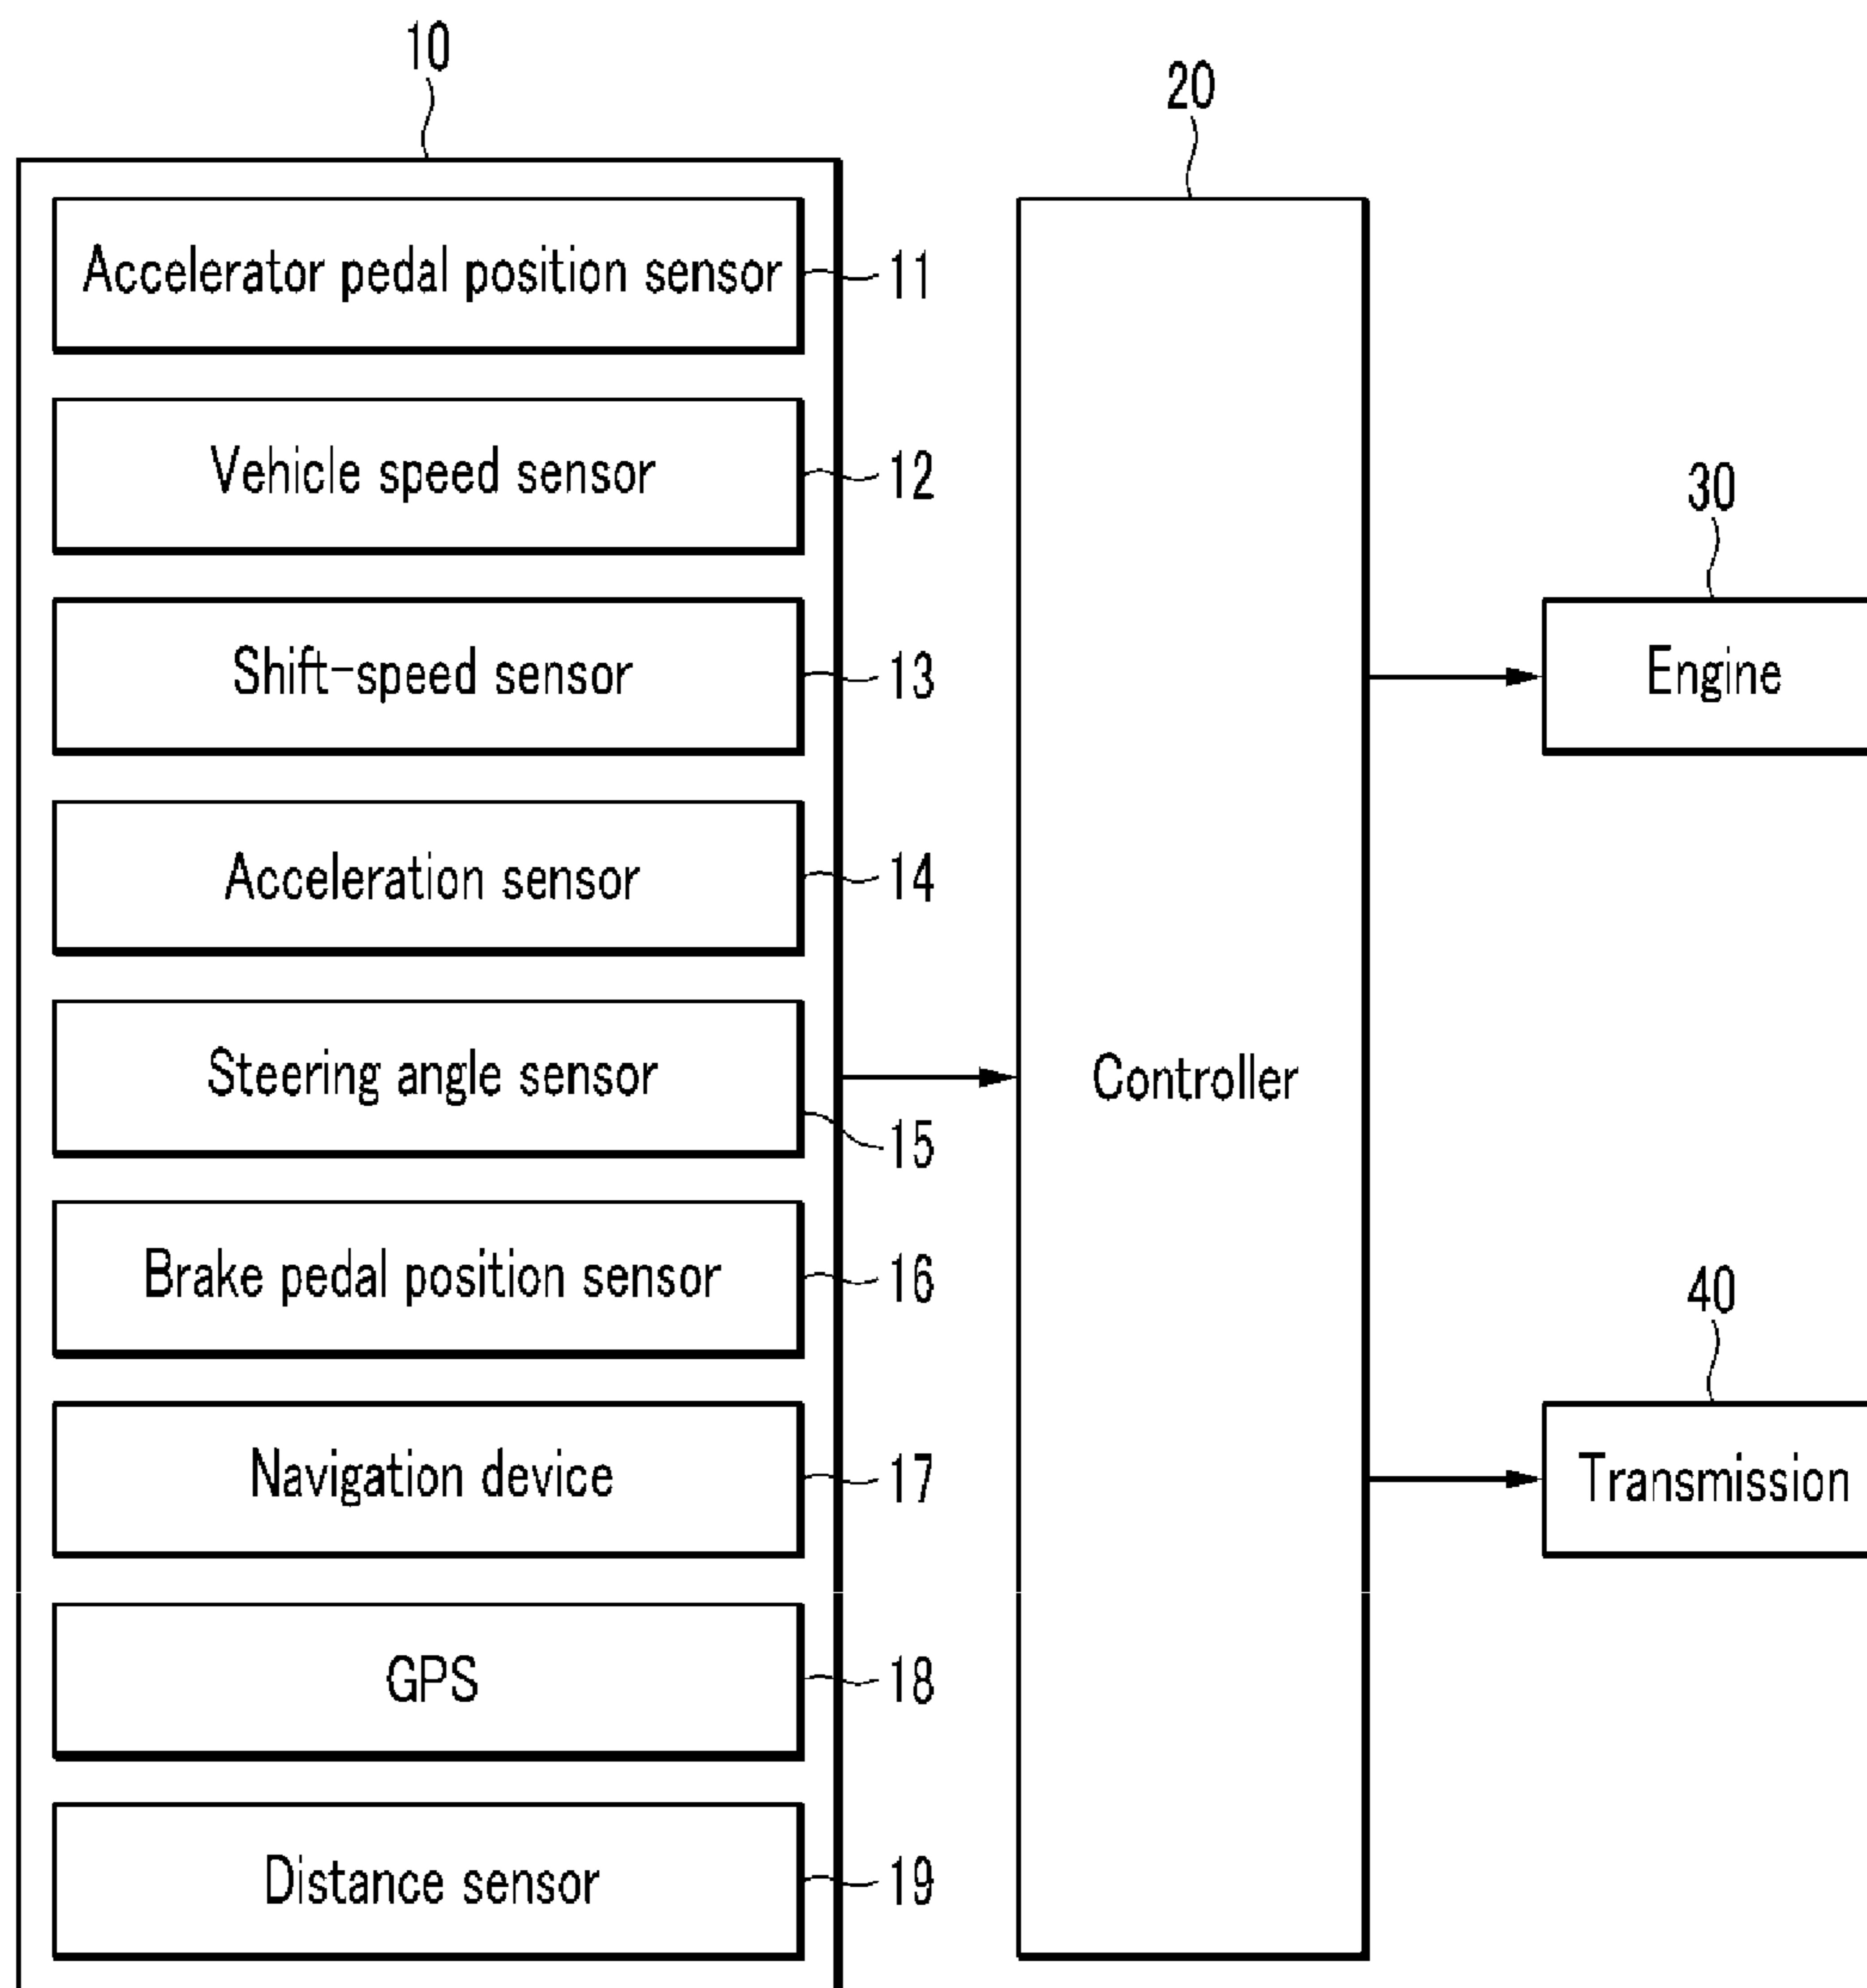 10
20
Accelerator pedal position sensor
11
Vehicle speed sensor
12
30
Shift-speed sensor
13
Engine
Acceleration sensor
14
Steering angle sensor
15
Controller
Brake pedal position sensor
16
40
Navigation device
17
Transmission
GPS
18
Distance sensor
19